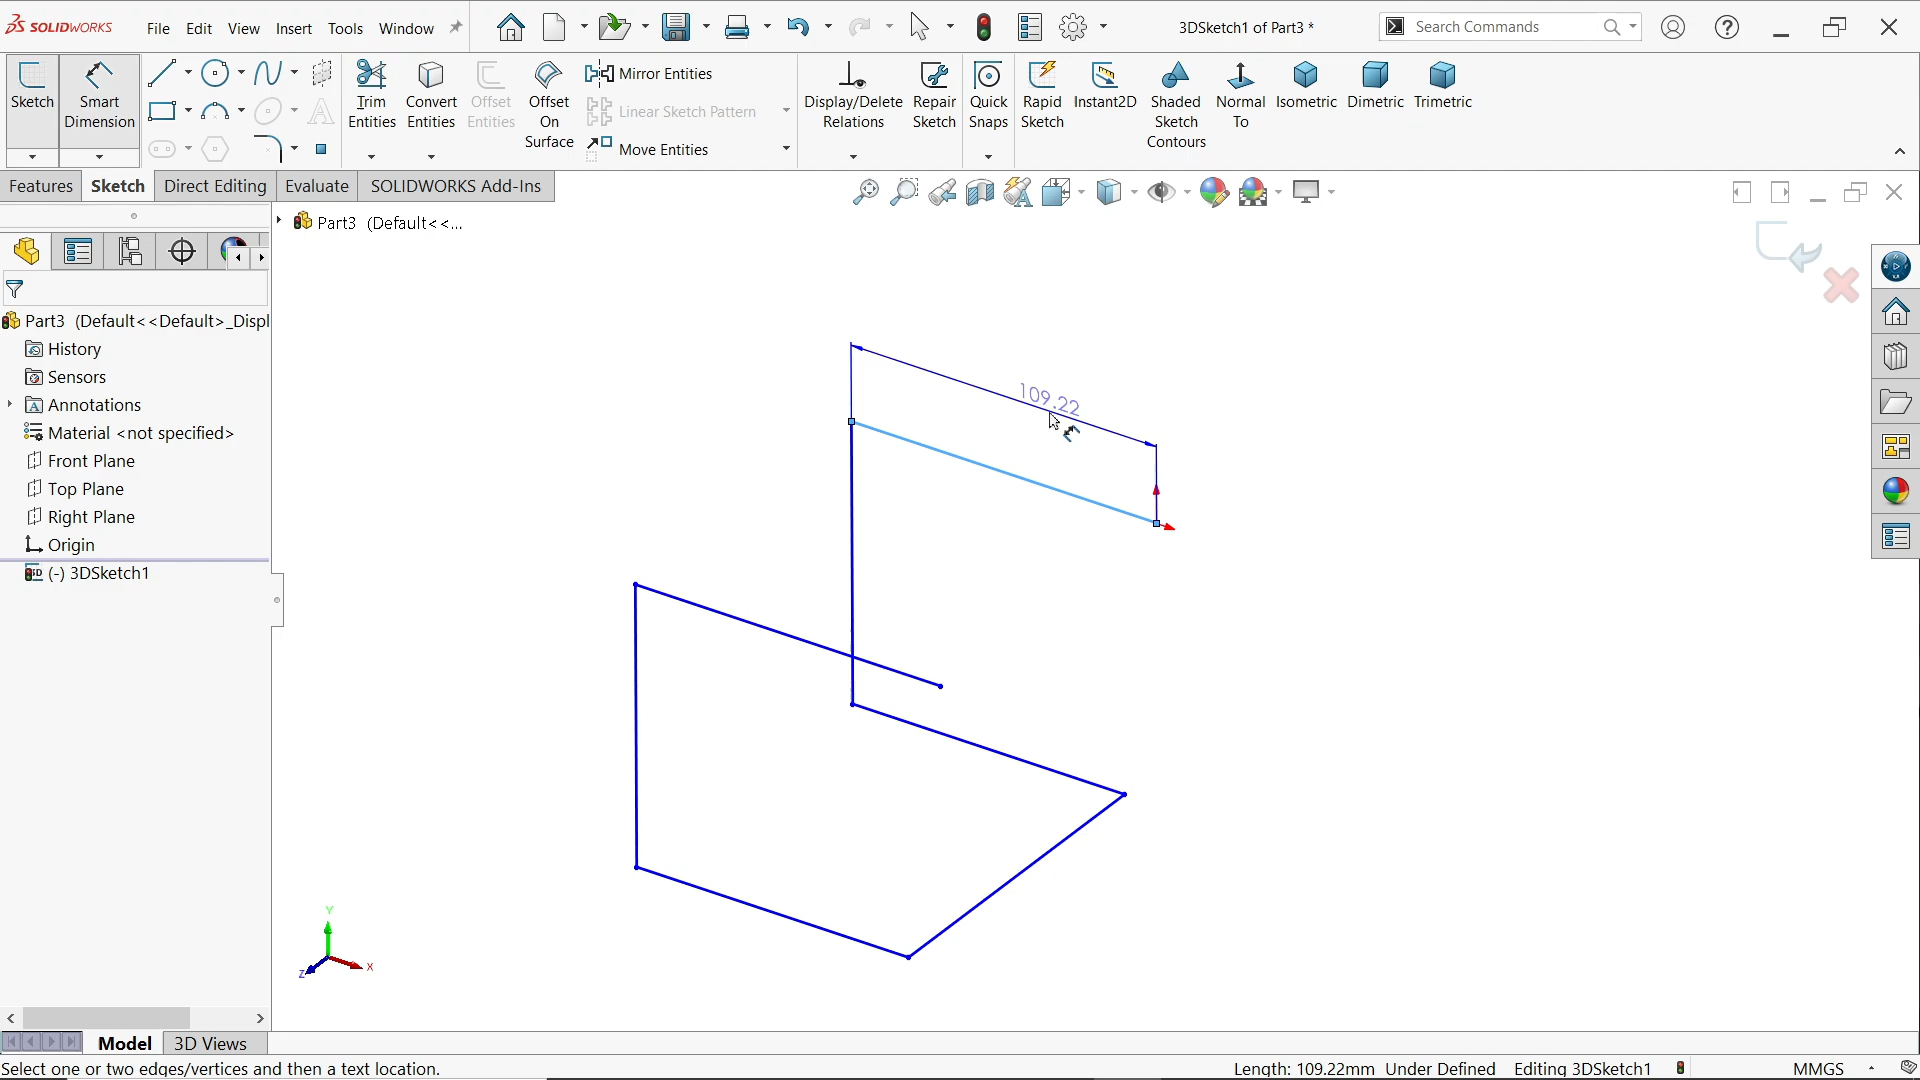 SOLIDWORKS File Edit View Insert Tools Window 3DSketch1 of Part3 * Search Commands
Sketch
Smart
Dimension
Trim
Entities
Convert
Entities
Offset
Entities
Offset
On
Surface
Mirror Entities
Linear Sketch Pattern
Move Entities
Display/Delete
Relations
Repair
Sketch
Quick
Snaps
Rapid
Sketch
Instant2D
Shaded
Sketch
Contours
Normal
To
Isometric
Dimetric
Trimetric
Features Sketch Direct Editing Evaluate SOLIDWORKS Add-Ins
Part3 (Default<<...
Part3 (Default<<Default>_Displ
History
Sensors
Annotations
Material <not specified>
Front Plane
Top Plane
Right Plane
Origin
3D (-) 3DSketch1
109.22
Y
Z
X
Model 3D Views
Select one or two edges/vertices and then a text location. Length: 109.22mm Under Defined Editing 3DSketch1 MMGS